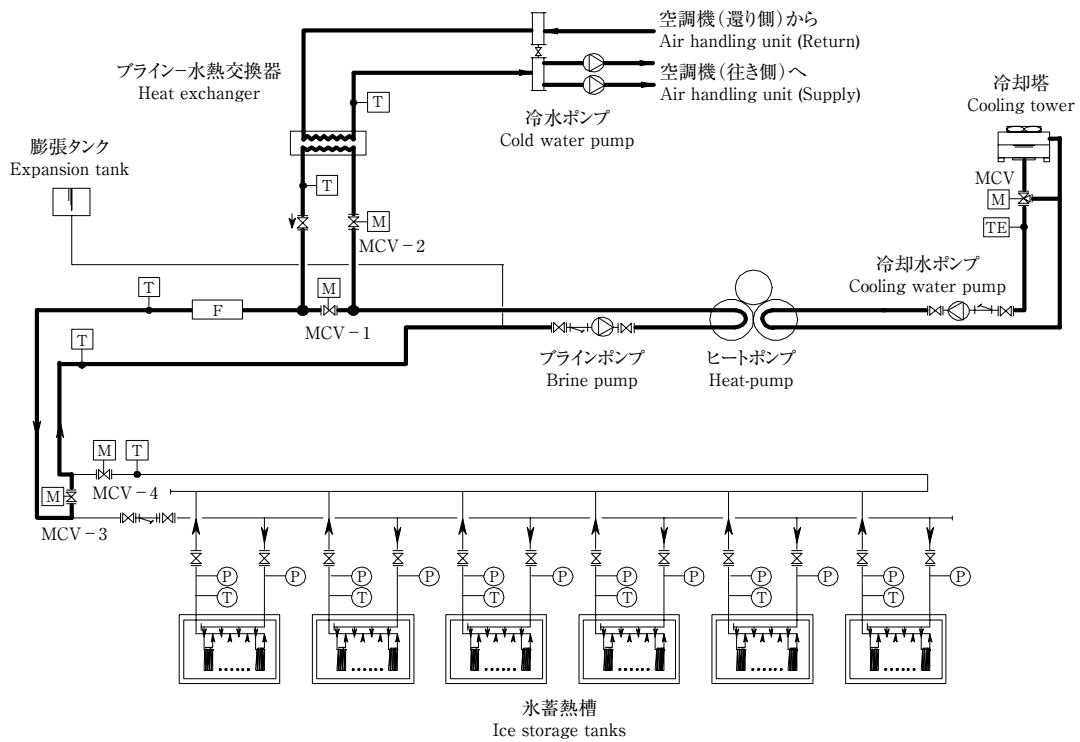 空調機(還り側)から
Air handling unit (Return)
ブライン−水熱交換器
Heat exchanger
空調機(往き側)へ
Air handling unit (Supply)
T
冷水ポンプ
Cold water pump
冷却塔
Cooling tower
膨張タンク
Expansion tank
T
MCV
M
M
MCV−2
TE
冷却水ポンプ
Cooling water pump
T
M
F
MCV−1
T
ブラインポンプ
Brine pump
ヒートポンプ
Heat-pump
M
T
MCV−4
M
MCV−3
P
P
P
P
P
P
P
P
P
P
P
P
T
T
T
T
T
T
氷蓄熱槽
Ice storage tanks